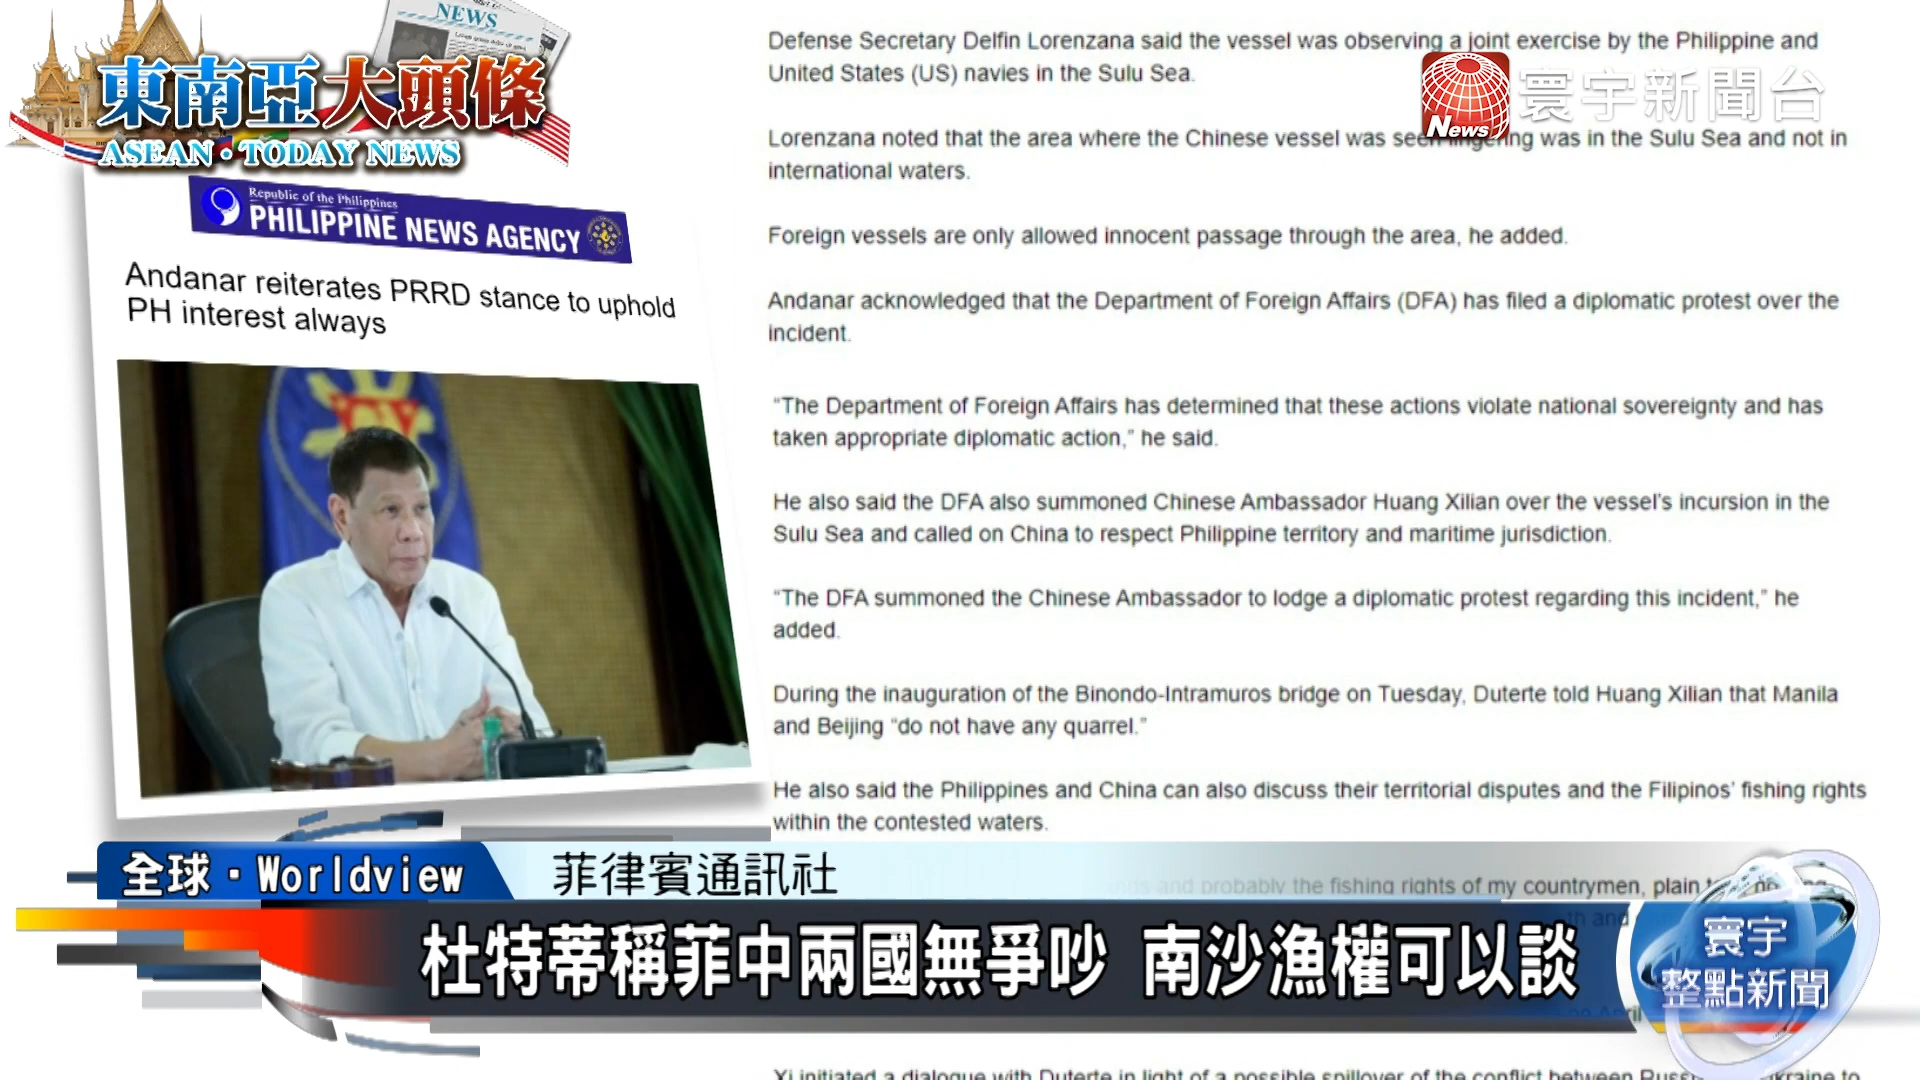 NEWS
東南亞大頭條
ASEAN・TODAY NEWS
Republic of the Philippines
PHILIPPINE NEWS AGENCY
Andanar reiterates PRRD stance to uphold
PH interest always
Defense Secretary Delfin Lorenzana said the vessel was observing a joint exercise by the Philippine and
United States (US) navies in the Sulu Sea.
News
寰宇新聞台
Lorenzana noted that the area where the Chinese vessel was seen lingering was in the Sulu Sea and not in
international waters.
Foreign vessels are only allowed innocent passage through the area, he added.
Andanar acknowledged that the Department of Foreign Affairs (DFA) has filed a diplomatic protest over the
incident.
“The Department of Foreign Affairs has determined that these actions violate national sovereignty and has
taken appropriate diplomatic action,” he said.
He also said the DFA also summoned Chinese Ambassador Huang Xilian over the vessel’s incursion in the
Sulu Sea and called on China to respect Philippine territory and maritime jurisdiction.
“The DFA summoned the Chinese Ambassador to lodge a diplomatic protest regarding this incident,” he
added.
During the inauguration of the Binondo-Intramuros bridge on Tuesday, Duterte told Huang Xilian that Manila
and Beijing “do not have any quarrel.”
He also said the Philippines and China can also discuss their territorial disputes and the Filipinos’ fishing rights
within the contested waters.
and probably the fishing rights of my countrymen, plain
and
April
Xi initiated a dialogue with Duterte in light of a possible spillover of the conflict between Ukraine to
全球・Worldview
菲律賓通訊社
杜特蒂稱菲中兩國無爭吵 南沙漁權可以談
寰宇
整點新聞